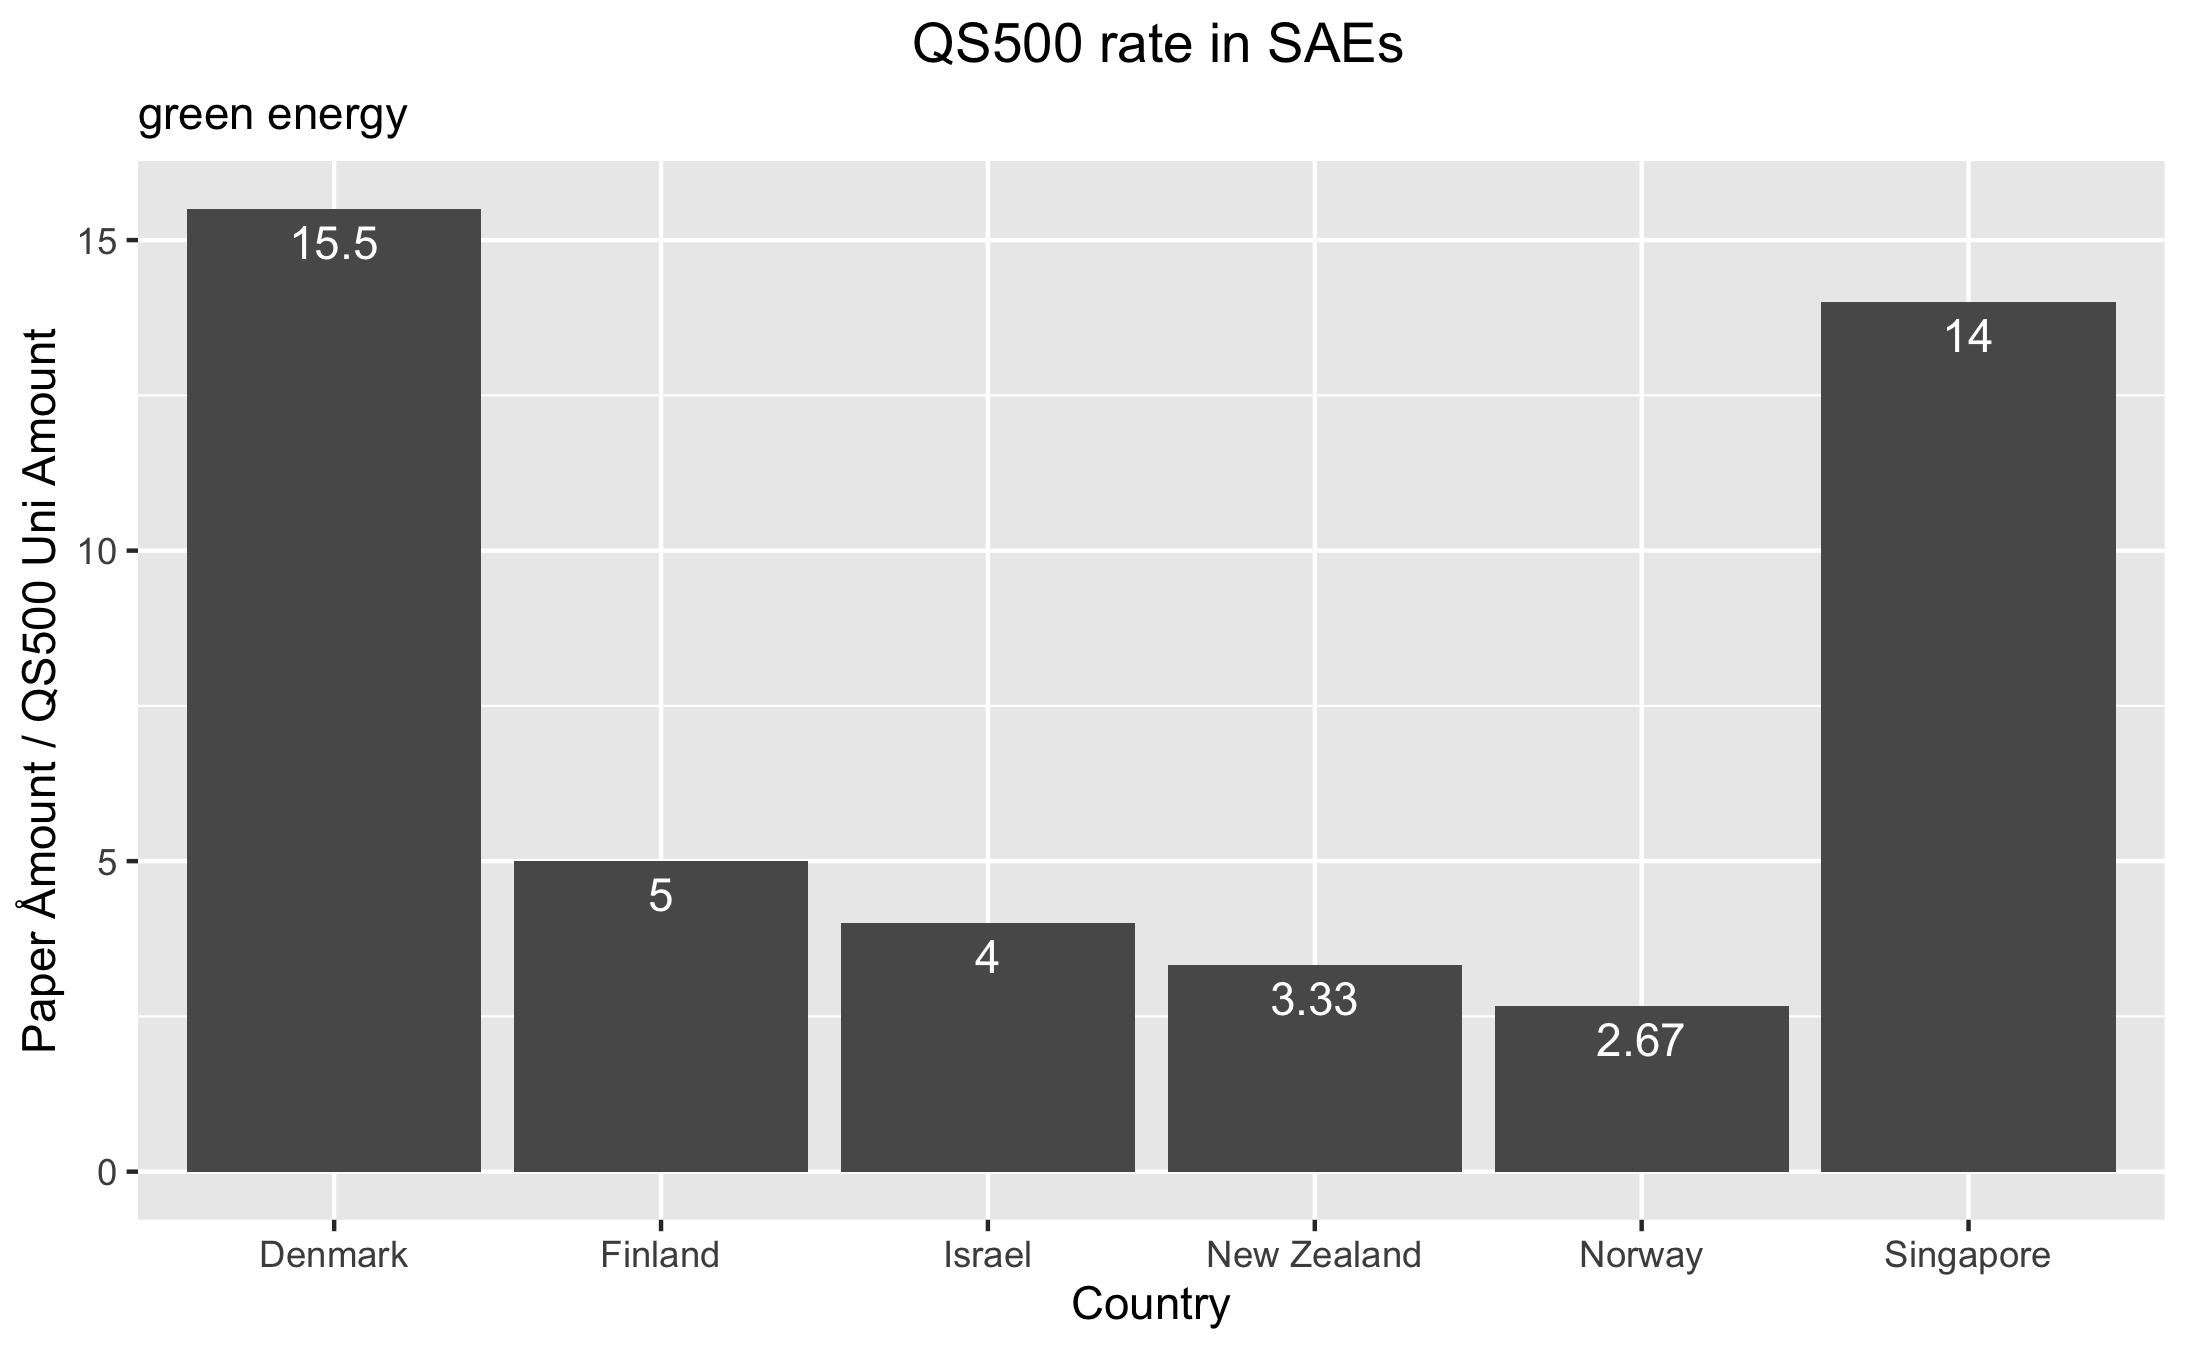 QS500 rate in SAEs
green energy
Paper Åmount / QS500 Uni Amount
15
10
5
0
15.5
5
4
3.33
2.67
14
Denmark
Finland
Israel
New Zealand
Norway
Singapore
Country